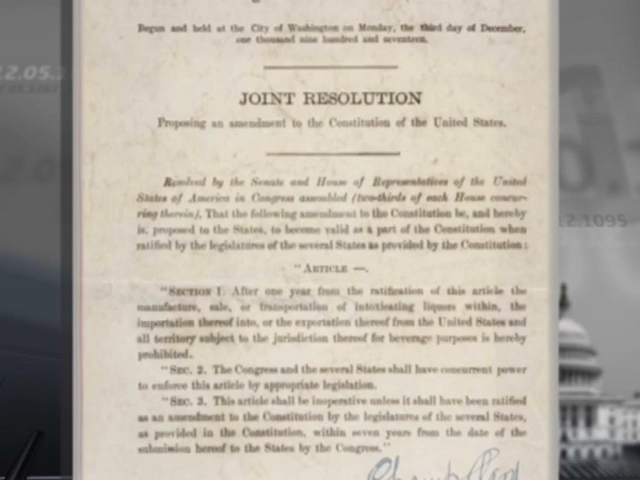 Begun and held at the City of Washington on Monday, the third day of December,
one thousand nine hundred and seventeen.
JOINT RESOLUTION
Proposing an amendment to the Constitution of the United States.
Resolved by the Senate and House of Representatives of the United
States of America in Congress assembled (two-thirds of each House concur-
ring therein), That the following amendment to the Constitution be, and hereby
is, proposed to the States, to become valid as a part of the Constitution when
ratified by the legislatures of the several States as provided by the Constitution:
"ARTICLE —.
"SECTION 1. After one year from the ratification of this article the
manufacture, sale, or transportation of intoxicating liquors within, the
importation thereof into, or the exportation thereof from the United States and
all territory subject to the jurisdiction thereof for beverage purposes is hereby
prohibited.
"SEC. 2. The Congress and the several States shall have concurrent power
to enforce this article by appropriate legislation.
"SEC. 3. This article shall be inoperative unless it shall have been ratified
as an amendment to the Constitution by the legislatures of the several States,
as provided in the Constitution, within seven years from the date of the
submission hereof to the States by the Congress."
12.1095